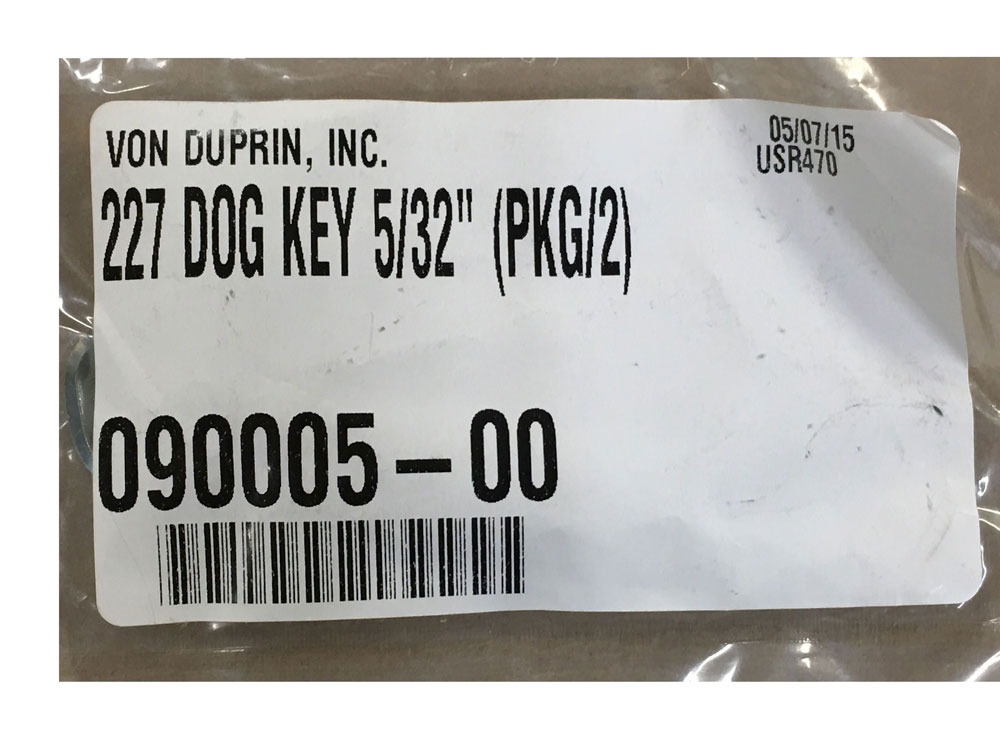 VON DUPRIN, INC.
05/07/15
USR470
227 DOG KEY 5/32" (PKG/2)
090005-00